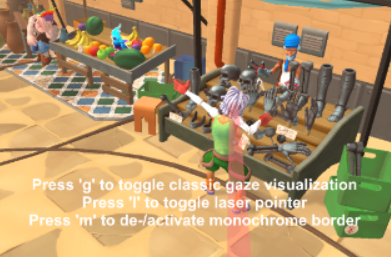 Press 'g' to toggle classic gaze visualization
Press 'l' to toggle laser pointer
Press 'm' to de-/activate monochrome border